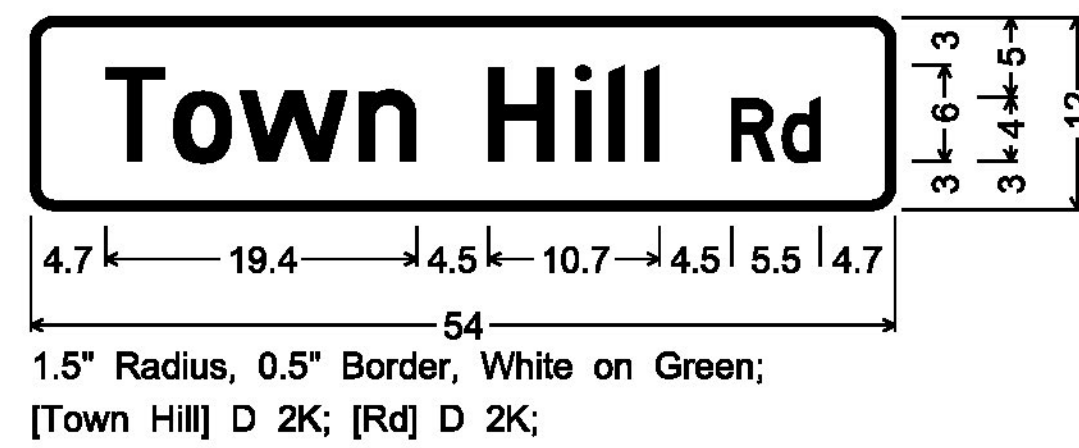 Town Hill Rd
3 6 3
5 4 3
12
4.7 19.4 4.5 10.7 4.5 5.5 4.7
54
1.5" Radius, 0.5" Border, White on Green;
[Town Hill] D 2K; [Rd] D 2K;